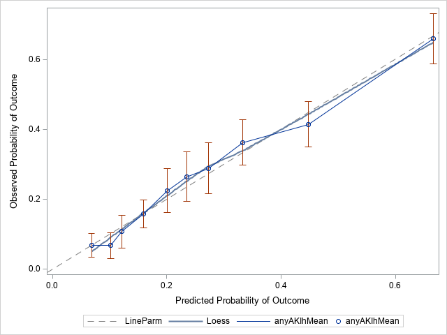 Observed Probability of Outcome
0.6
0.4
0.2
0.0
0.0 0.2 0.4 0.6
Predicted Probability of Outcome
LineParm Loess anyAKIhMean anyAKIhMean